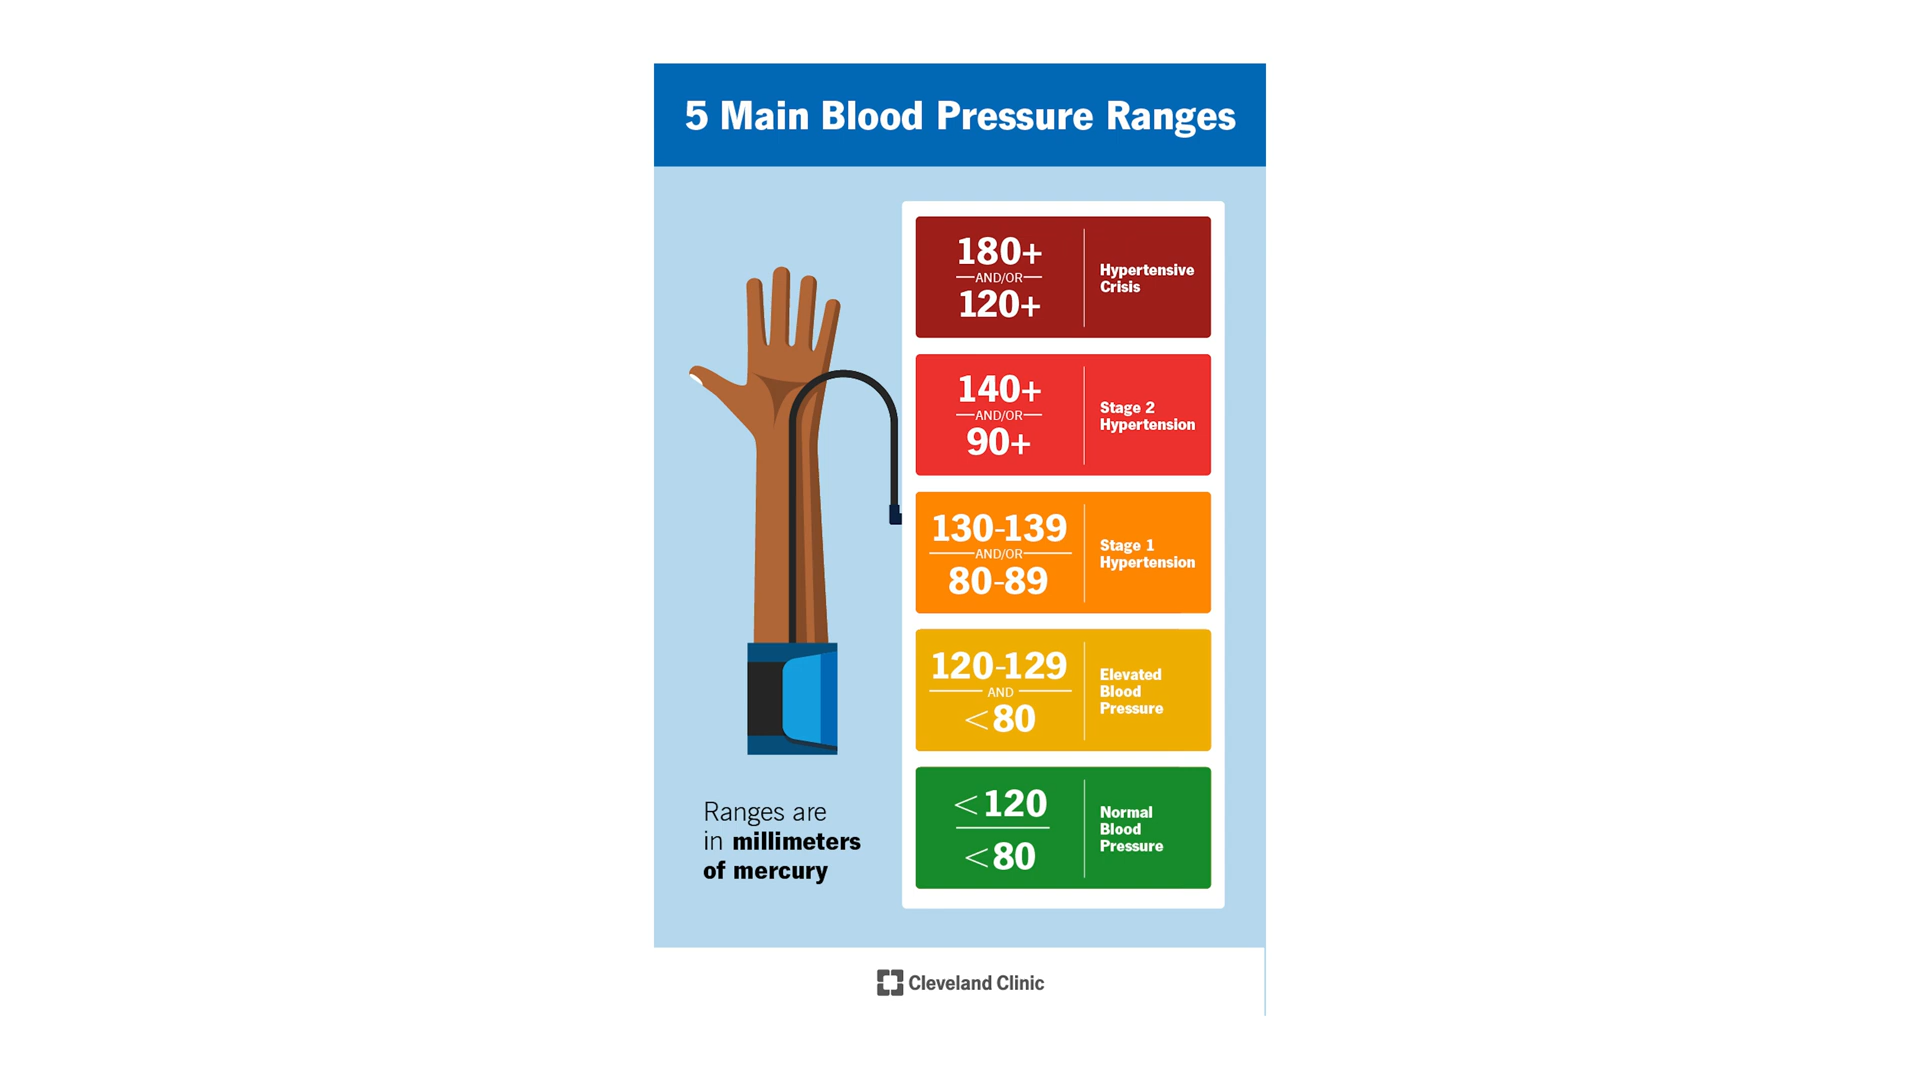 5 Main Blood Pressure Ranges
180+
AND/OR
120+
Hypertensive
Crisis
140+
AND/OR
90+
Stage 2
Hypertension
130-139
AND/OR
80-89
Stage 1
Hypertension
120-129
AND
<80
Elevated
Blood
Pressure
<120
<80
Normal
Blood
Pressure
Ranges are
in millimeters
of mercury
Cleveland Clinic